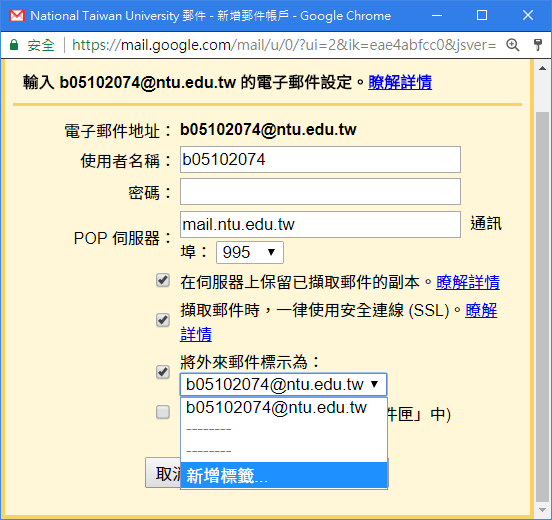 National Taiwan University 郵件 - 新增郵件帳戶 - Google Chrome
安全 https://mail.google.com/mail/u/0/?ui=2&ik=eae4abfcc0&jsver=
輸入 b05102074@ntu.edu.tw 的電子郵件設定。瞭解詳情
電子郵件地址： b05102074@ntu.edu.tw
使用者名稱： b05102074
密碼：
POP 伺服器： mail.ntu.edu.tw 通訊
埠： 995
在伺服器上保留已擷取郵件的副本。瞭解詳情
擷取郵件時，一律使用安全連線 (SSL)。瞭解
詳情
將外來郵件標示為：
b05102074@ntu.edu.tw
b05102074@ntu.edu.tw
件匣」中)
--------
--------
新增標籤...
取消